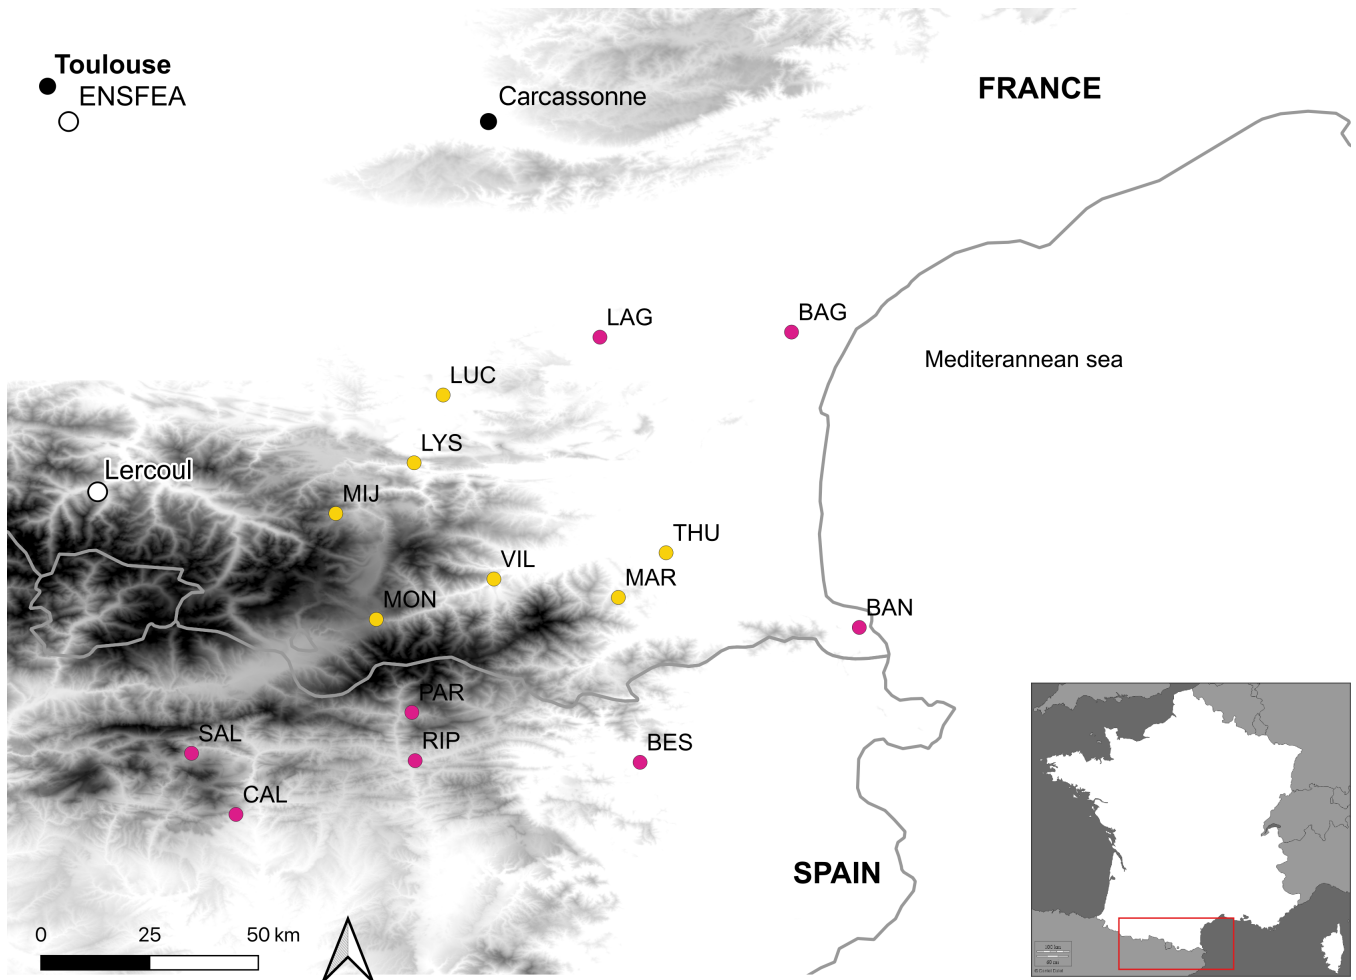 Toulouse
ENSFEA
Carcassonne
FRANCE
LAG
BAG
Mediterannean sea
LUC
LYS
Lercoul
MIJ
THU
VIL
MAR
MON
BAN
PAR
SAL
RIP
BES
CAL
SPAIN
0 25 50 km